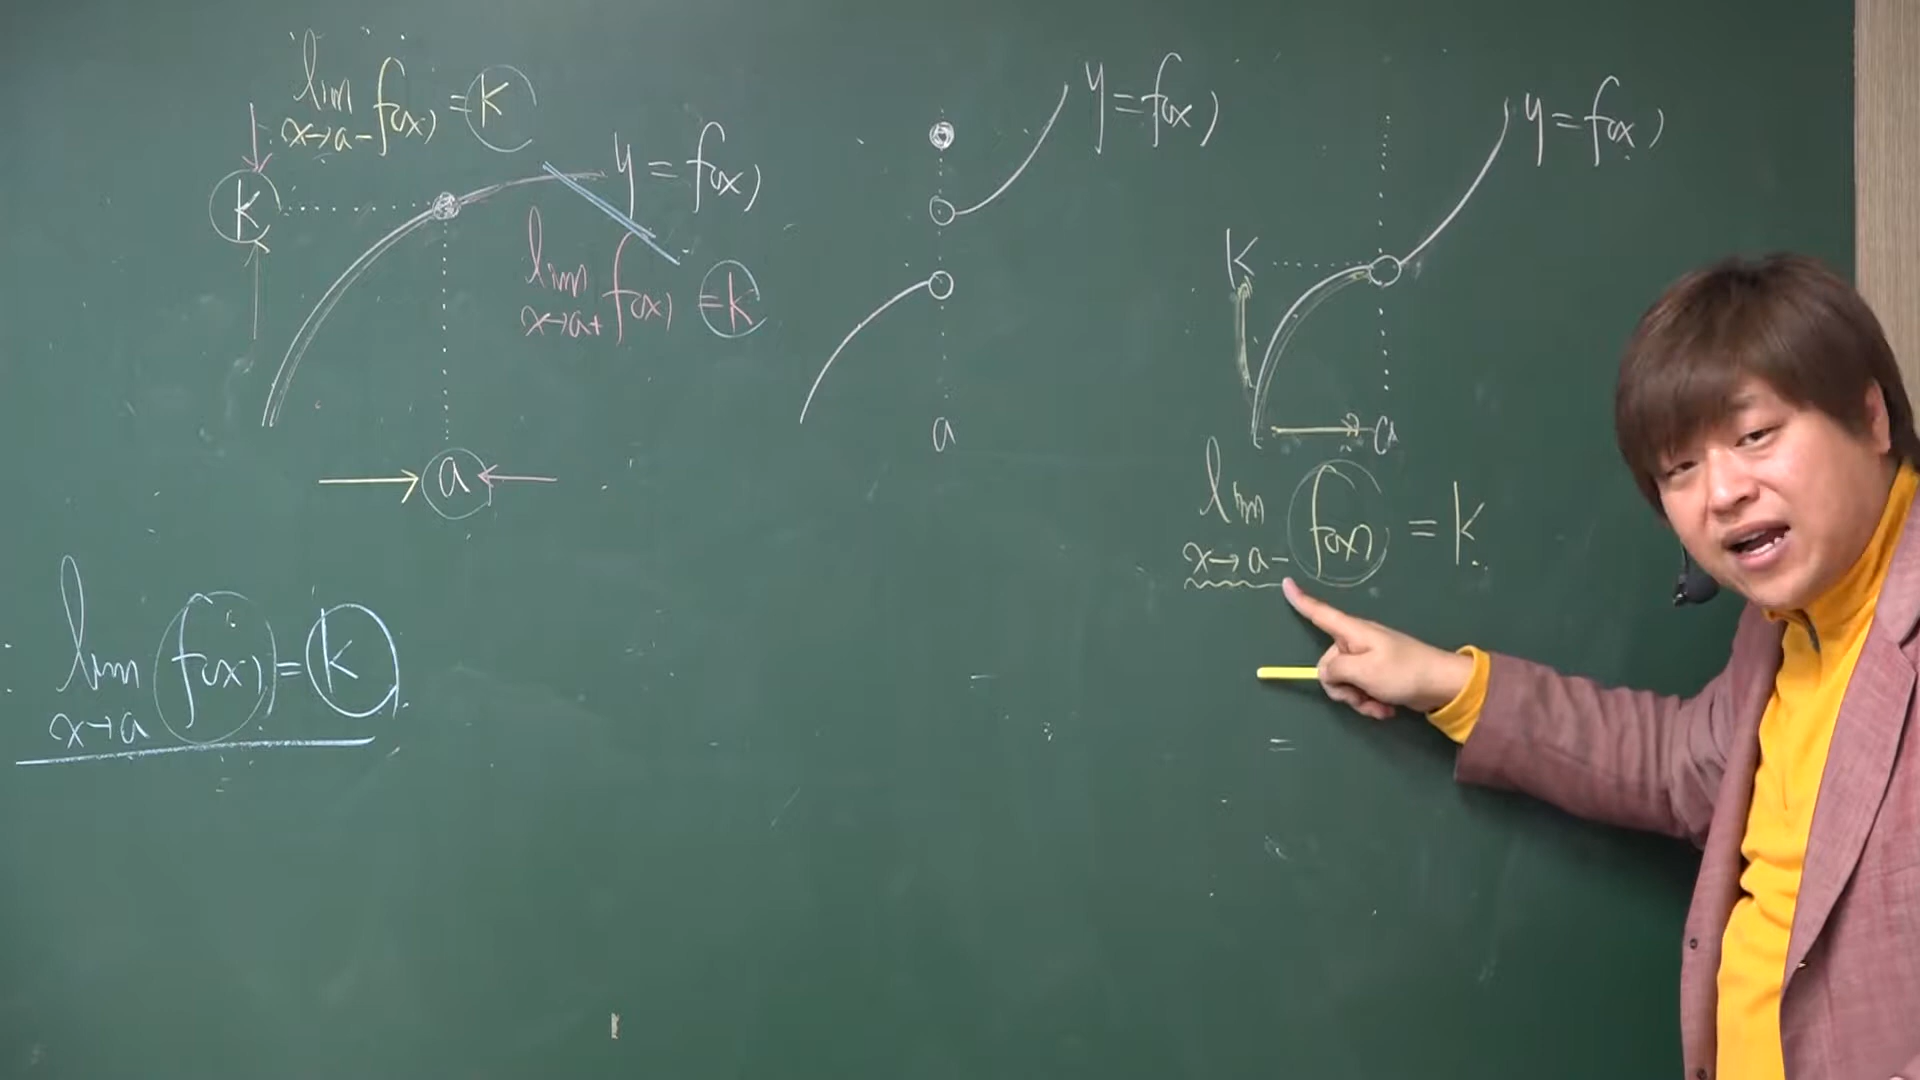 lim f(x) = k
x→a-
k
y = f(x)
lim f(x) = k
x→a+
a
lim f(x) = k
x→a
y = f(x)
a
y = f(x)
k
a
lim f(x) = k
x→a-
=